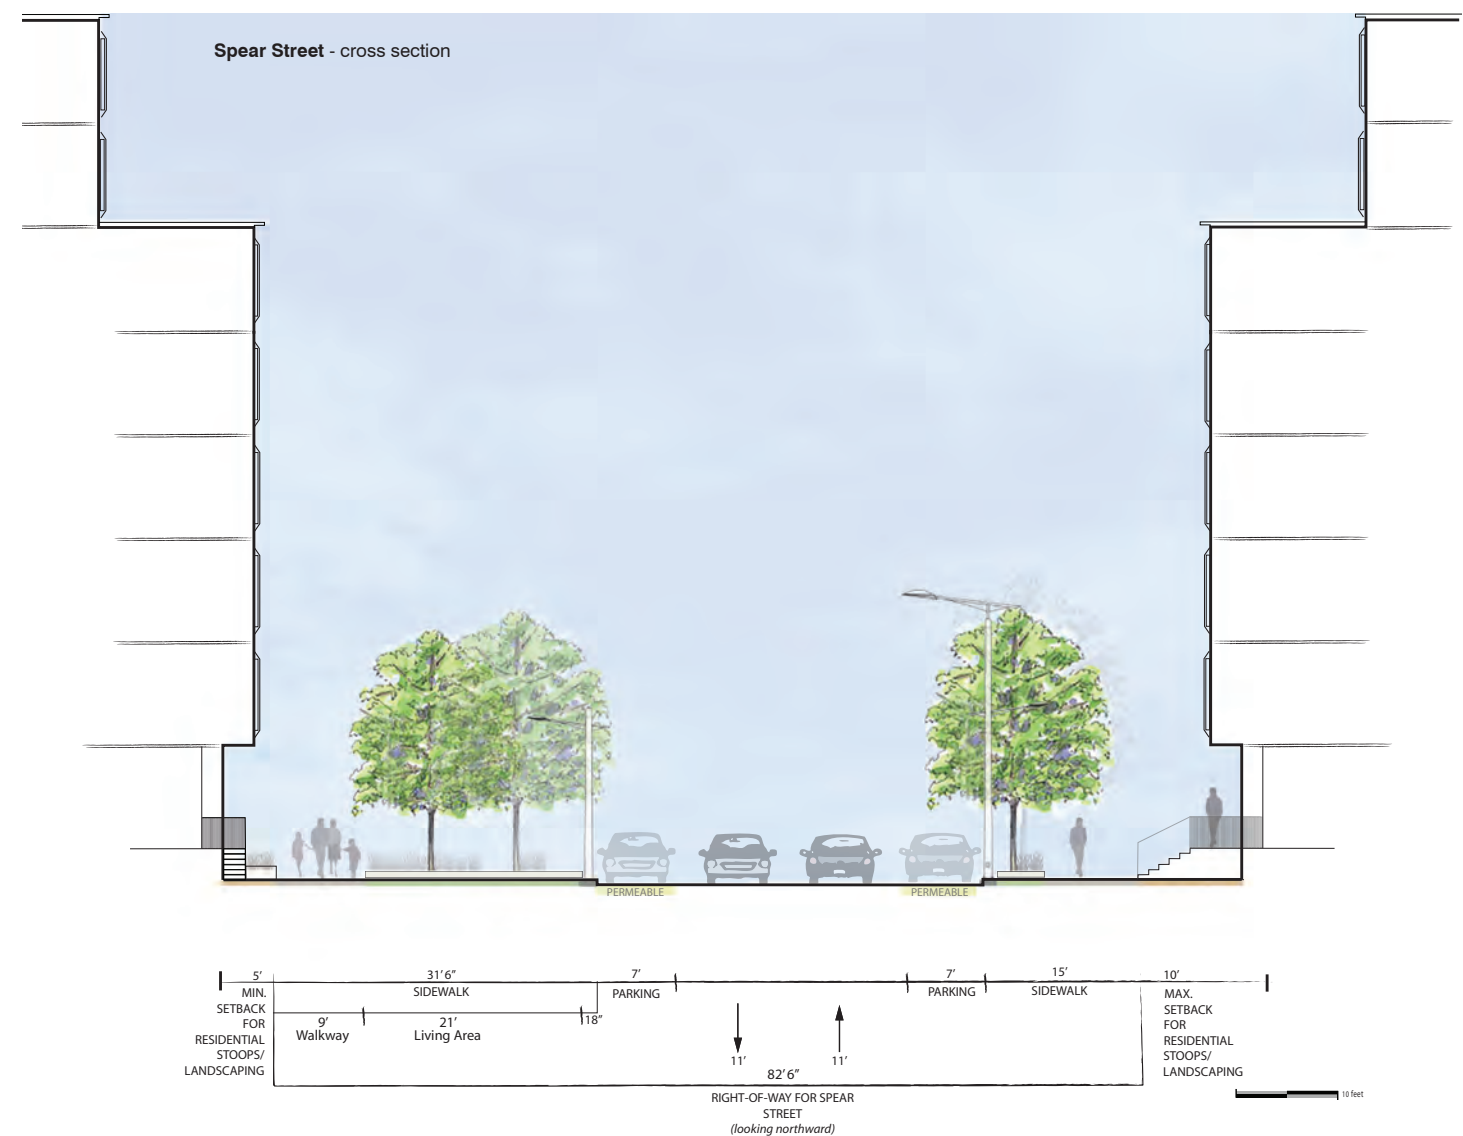 Spear Street - cross section
PERMEABLE
PERMEABLE
5’
31’ 6”
7’
7’
15’
10’
MIN.
SETBACK
FOR
RESIDENTIAL
STOOPS/
LANDSCAPING
SIDEWALK
PARKING
PARKING
SIDEWALK
MAX.
SETBACK
FOR
RESIDENTIAL
STOOPS/
LANDSCAPING
9’
Walkway
21’
Living Area
18”
11’
11’
82’ 6”
RIGHT-OF-WAY FOR SPEAR
STREET
(looking northward)
10 feet